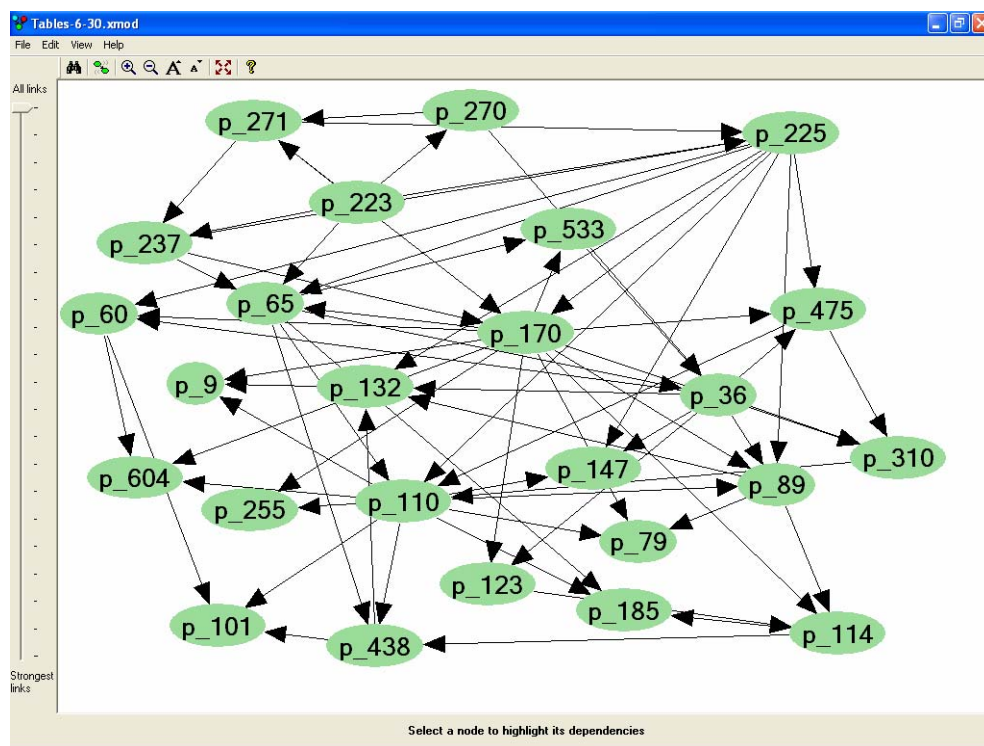 Tables-6-30.xmod
File Edit View Help
All links
p_271
p_270
p_225
p_223
p_237
p_533
p_65
p_60
p_475
p_170
p_9
p_132
p_36
p_147
p_310
p_604
p_255
p_110
p_89
p_79
p_123
p_185
p_101
p_438
p_114
Strongest
links
Select a node to highlight its dependencies